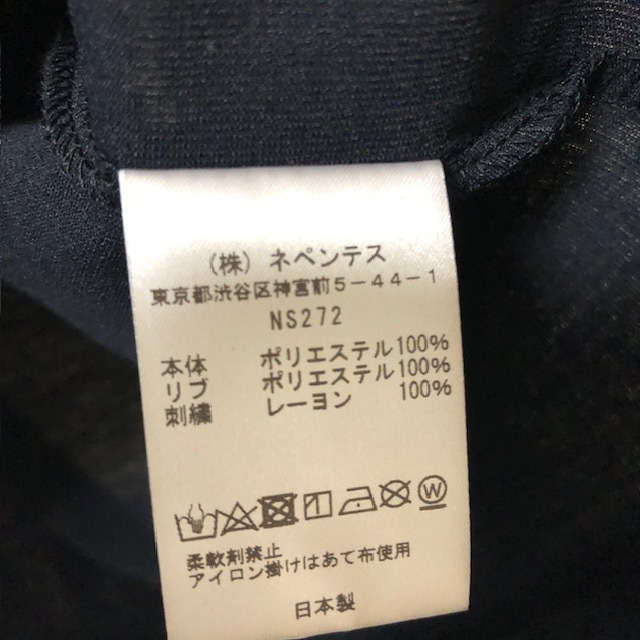 (株) ネペンテス
東京都渋谷区神宮前5-44-1
NS272
本体 ポリエステル100%
リブ ポリエステル100%
刺繍 レーヨン 100%
W
柔軟剤禁止
アイロン掛けはあて布使用
日本製